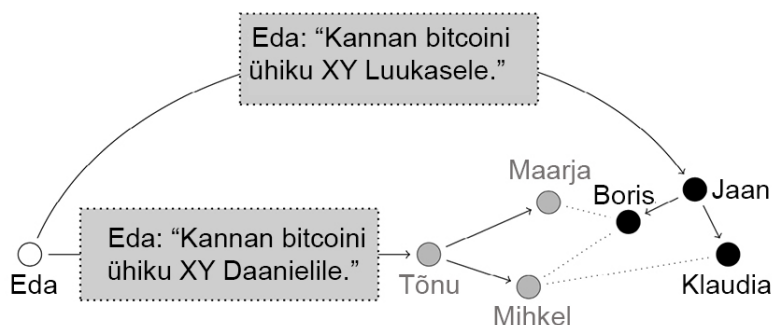 Eda: “Kannan bitcoini
ühiku XY Luukasele.”
Maarja
Boris
Jaan
Eda: “Kannan bitcoini
ühiku XY Daanielile.”
Eda
Tõnu
Klaudia
Mihkel